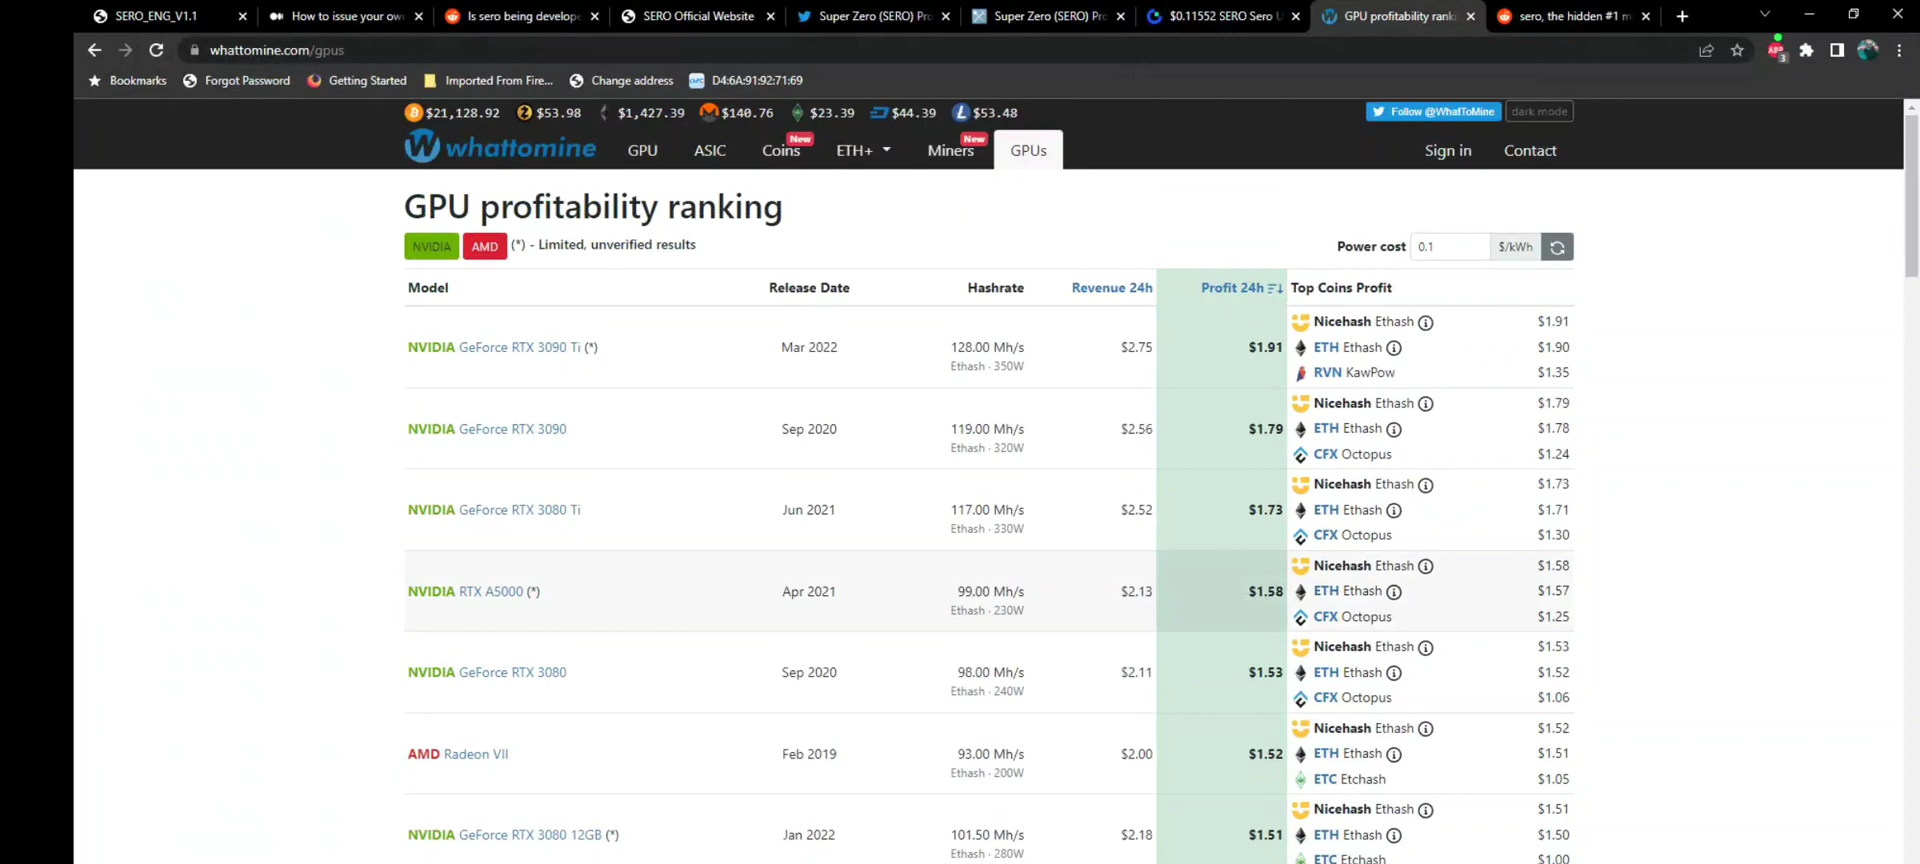 SERO_ENG_V1.1
How to issue your ow
Is sero being develope
SERO Official Website
Super Zero (SERO) Pr
Super Zero (SERO) Pr
$0.11552 SERO Sero U
GPU profitability rank
sero, the hidden #1 m
whattomine.com/gpus
ABP
3
Bookmarks
Forgot Password
Getting Started
Imported From Fire...
Change address
D4:6A:91:92:71:69
$21,128.92
$53.98
$1,427.39
$140.76
$23.39
$44.39
$53.48
Follow @WhatToMine
dark mode
whattomine
GPU
ASIC
Coins
New
ETH+
Miners
New
GPUs
Sign in
Contact
GPU profitability ranking
NVIDIA
AMD
(*) - Limited, unverified results
Power cost
0.1
$/kWh
Model
Release Date
Hashrate
Revenue 24h
Profit 24h
Top Coins Profit
NVIDIA GeForce RTX 3090 Ti (*)
Mar 2022
128.00 Mh/s
Ethash · 350W
$2.75
$1.91
Nicehash Ethash
$1.91
ETH Ethash
$1.90
RVN KawPow
$1.35
NVIDIA GeForce RTX 3090
Sep 2020
119.00 Mh/s
Ethash · 320W
$2.56
$1.79
Nicehash Ethash
$1.79
ETH Ethash
$1.78
CFX Octopus
$1.24
NVIDIA GeForce RTX 3080 Ti
Jun 2021
117.00 Mh/s
Ethash · 330W
$2.52
$1.73
Nicehash Ethash
$1.73
ETH Ethash
$1.71
CFX Octopus
$1.30
NVIDIA RTX A5000 (*)
Apr 2021
99.00 Mh/s
Ethash · 230W
$2.13
$1.58
Nicehash Ethash
$1.58
ETH Ethash
$1.57
CFX Octopus
$1.25
NVIDIA GeForce RTX 3080
Sep 2020
98.00 Mh/s
Ethash · 240W
$2.11
$1.53
Nicehash Ethash
$1.53
ETH Ethash
$1.52
CFX Octopus
$1.06
AMD Radeon VII
Feb 2019
93.00 Mh/s
Ethash · 200W
$2.00
$1.52
Nicehash Ethash
$1.52
ETH Ethash
$1.51
ETC Etchash
$1.05
NVIDIA GeForce RTX 3080 12GB (*)
Jan 2022
101.50 Mh/s
Ethash · 280W
$2.18
$1.51
Nicehash Ethash
$1.51
ETH Ethash
$1.50
ETC Etchash
$1.00